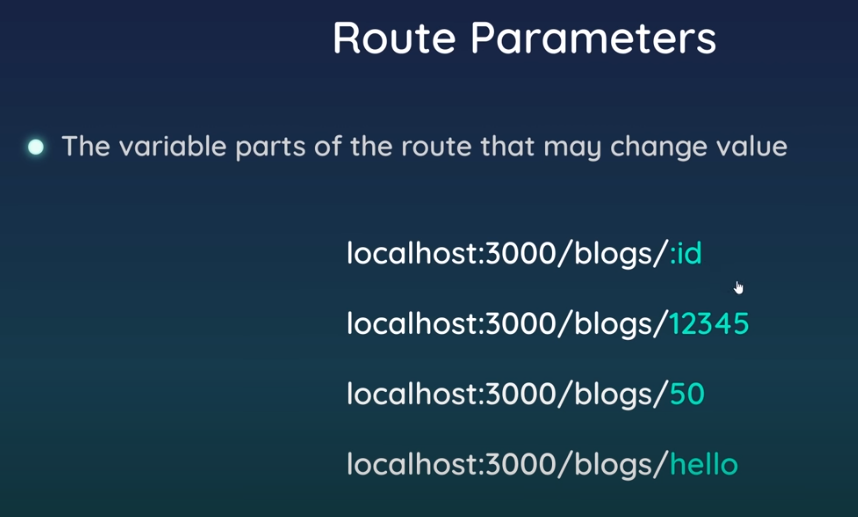 Route Parameters
The variable parts of the route that may change value
localhost:3000/blogs/:id
localhost:3000/blogs/12345
localhost:3000/blogs/50
localhost:3000/blogs/hello